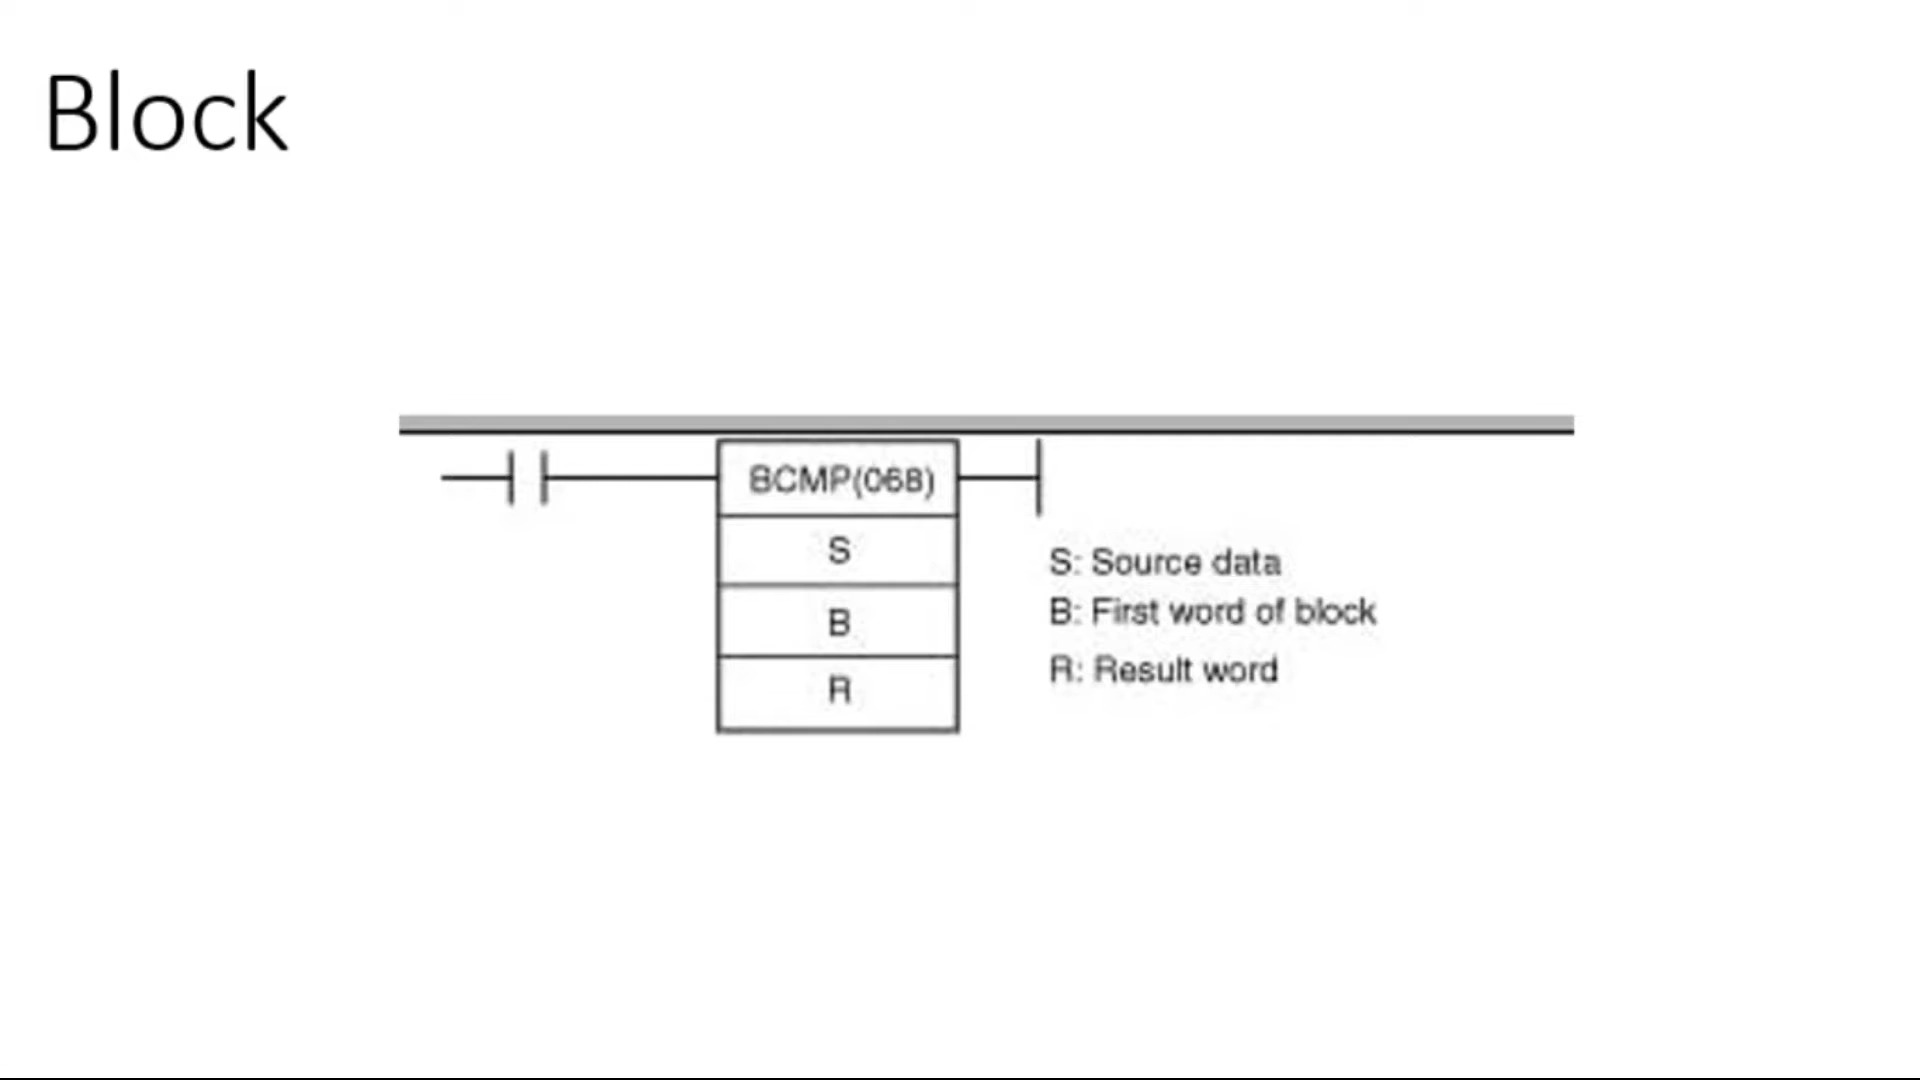 Block
BCMP(068)
S
B
R
S: Source data
B: First word of block
R: Result word